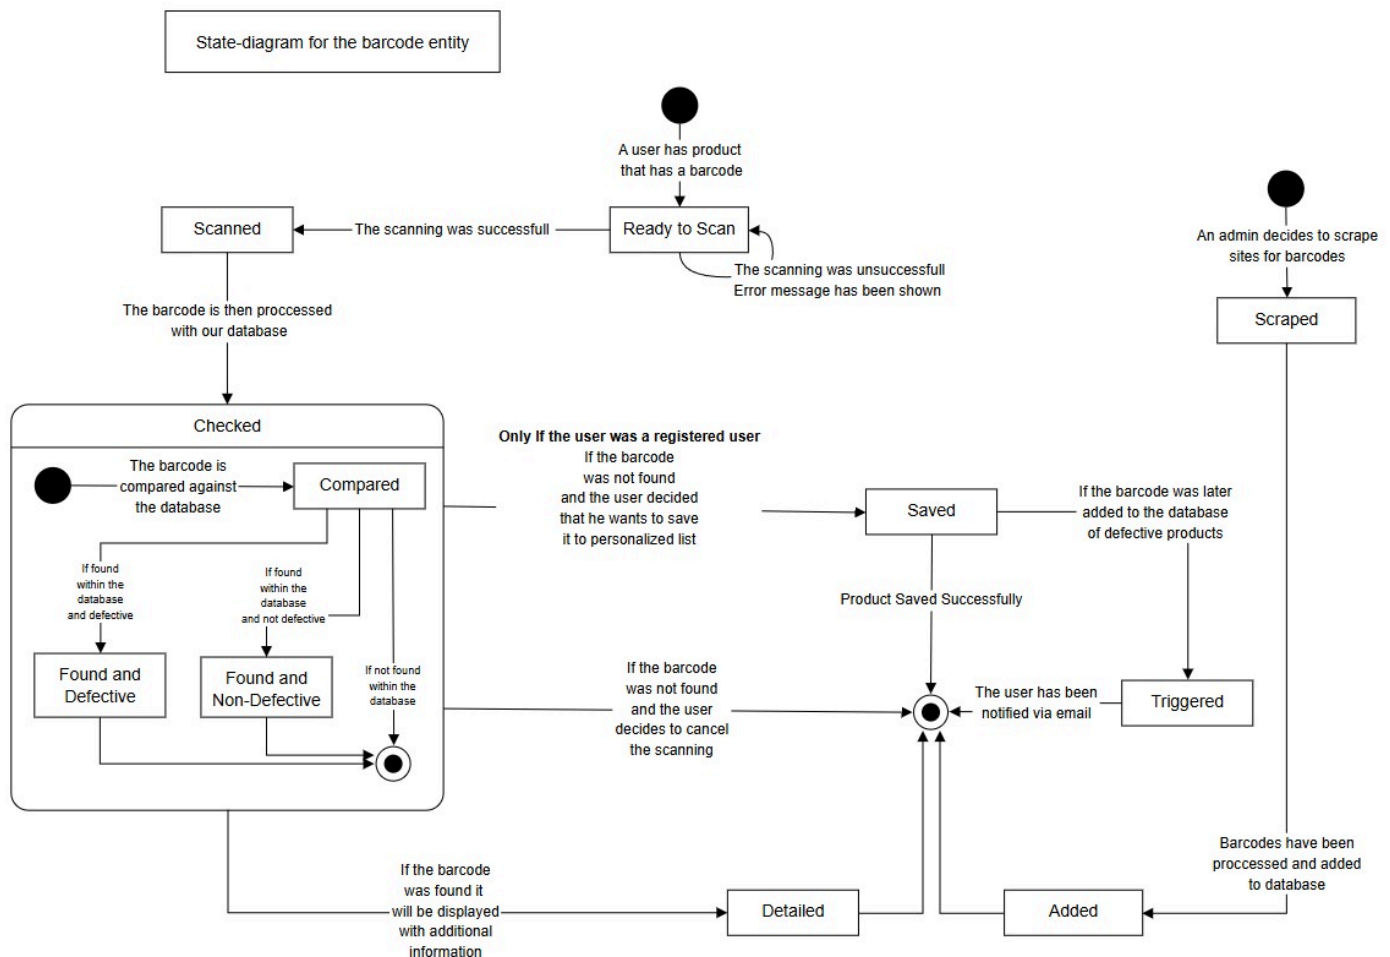 State-diagram for the barcode entity
A user has product
that has a barcode
Ready to Scan
The scanning was successfull
Scanned
The scanning was unsuccessfull
Error message has been shown
An admin decides to scrape
sites for barcodes
Scraped
The barcode is then proccessed
with our database
Checked
The barcode is
compared against
the database
Compared
If found
within the
database
and defective
If found
within the
database
and not defective
If not found
within the
database
Found and
Defective
Found and
Non-Defective
Only If the user was a registered user
If the barcode
was not found
and the user decided
that he wants to save
it to personalized list
Saved
If the barcode was later
added to the database
of defective products
Product Saved Successfully
If the barcode
was not found
and the user
decides to cancel
the scanning
The user has been
notified via email
Triggered
If the barcode
was found it
will be displayed
with additional
information
Detailed
Added
Barcodes have been
proccessed and added
to database